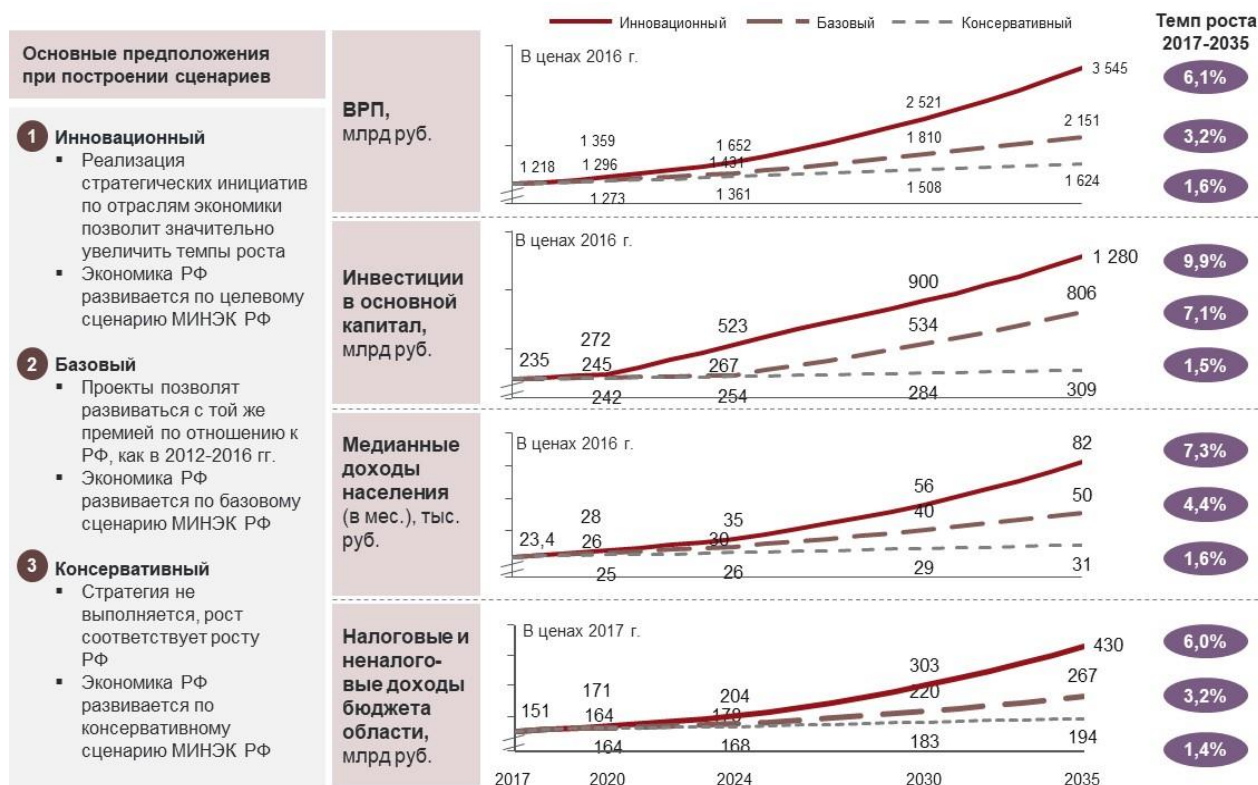 Инновационный
Базовый
Консервативный
Темп роста
2017-2035
Основные предположения
при построении сценариев
1
Инновационный
▪ Реализация
стратегических инициатив
по отраслям экономики
позволит значительно
увеличить темпы роста
▪ Экономика РФ
развивается по целевому
сценарию МИНЭК РФ
2
Базовый
▪ Проекты позволят
развиваться с той же
премией по отношению к
РФ, как в 2012-2016 гг.
▪ Экономика РФ
развивается по базовому
сценарию МИНЭК РФ
3
Консервативный
▪ Стратегия не
выполняется, рост
соответствует росту
РФ
▪ Экономика РФ
развивается по
консервативному
сценарию МИНЭК РФ
ВРП,
млрд руб.
В ценах 2016 г.
1 218
1 359
1 296
1 273
1 652
1 431
1 361
2 521
1 810
1 508
3 545
2 151
1 624
6,1%
3,2%
1,6%
Инвестиции
в основной
капитал,
млрд руб.
В ценах 2016 г.
235
272
245
242
523
267
254
900
534
284
1 280
806
309
9,9%
7,1%
1,5%
Медианные
доходы
населения
(в мес.), тыс.
руб.
В ценах 2016 г.
23,4
28
26
25
35
30
26
56
40
29
82
50
31
7,3%
4,4%
1,6%
Налоговые и
неналого-
вые доходы
бюджета
области,
млрд руб.
В ценах 2017 г.
151
171
164
164
204
168
303
220
183
430
267
194
6,0%
3,2%
1,4%
2017
2020
2024
2030
2035